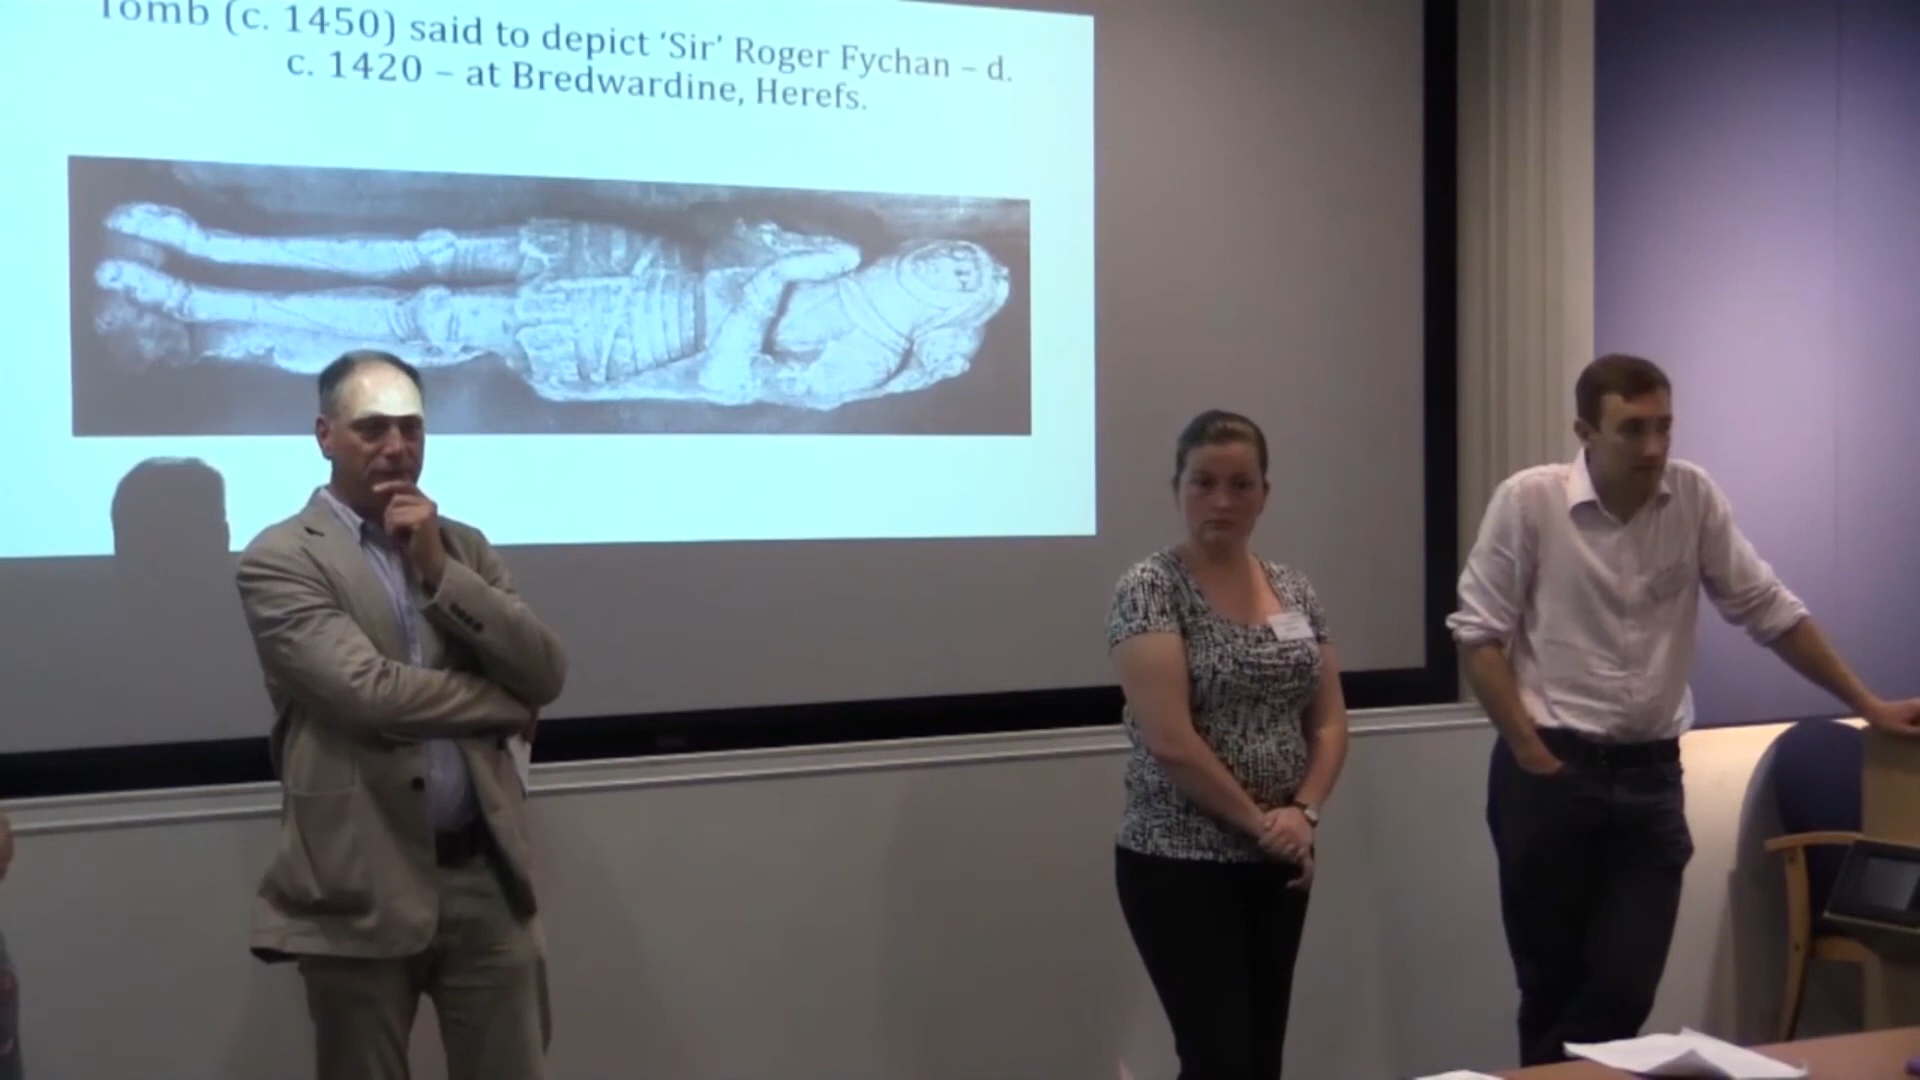 Tomb (c. 1450) said to depict ‘Sir’ Roger Fychan – d.
c. 1420 – at Bredwardine, Herefs.